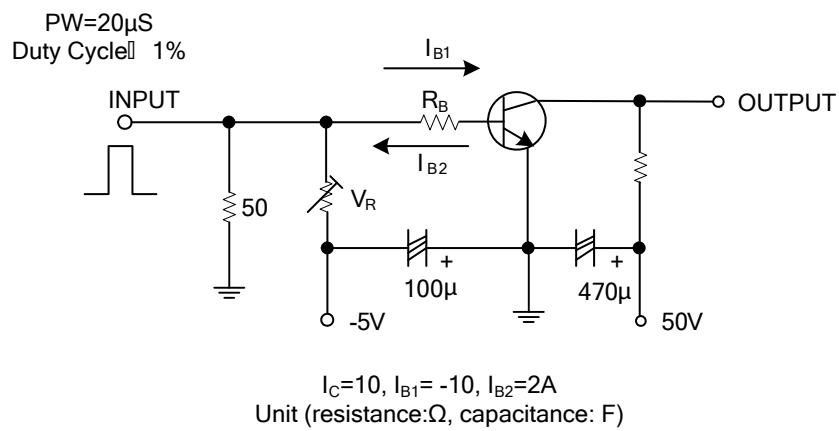 PW=20µS
Duty Cycle▯ 1%
I_B1
INPUT
R_B
OUTPUT
I_B2
50
V_R
+
100µ
+
470µ
-5V
50V
I_C=10, I_B1= -10, I_B2=2A
Unit (resistance:Ω, capacitance: F)